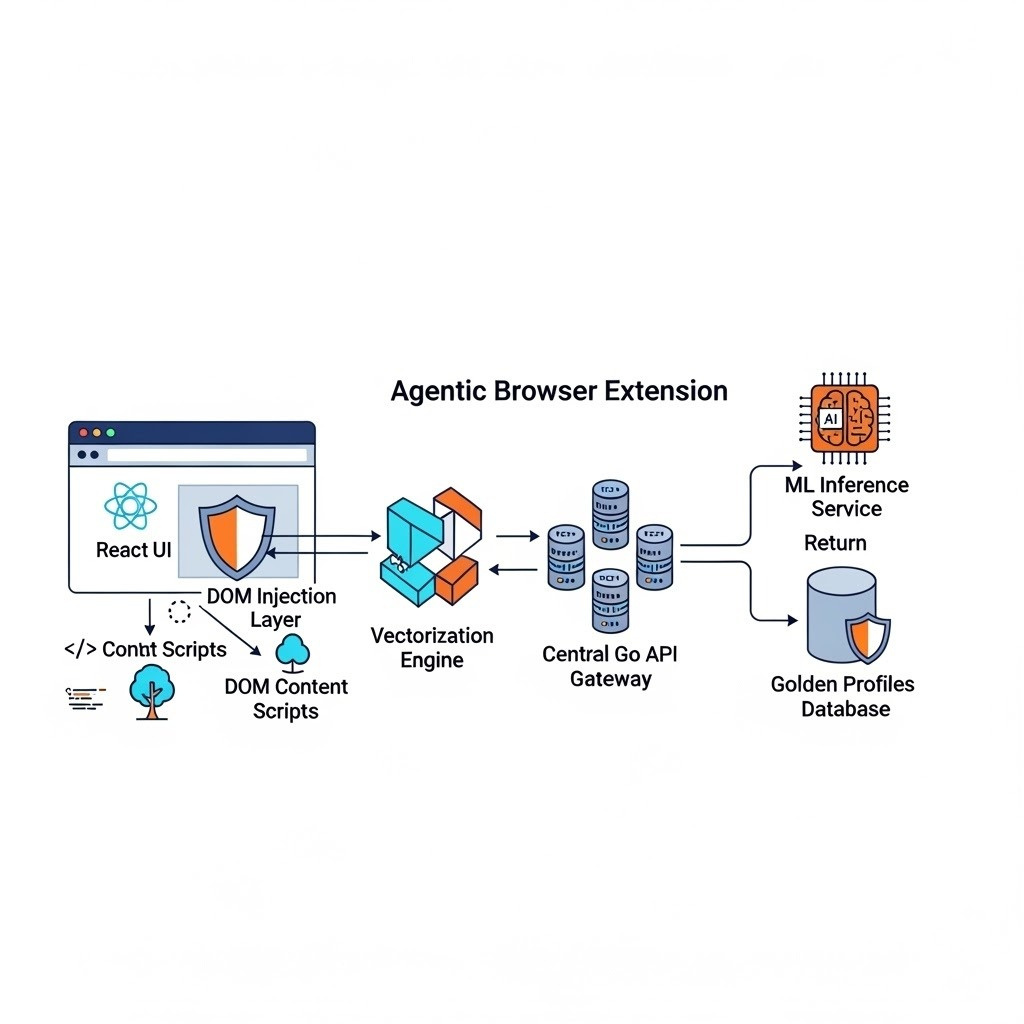 Agentic Browser Extension
AI
ML Inference
Service
Return
React UI
DOM Injection
Layer
</> Contit Scripts
DOM Content
Scripts
Vectorization
Engine
Central Go API
Gateway
Golden Profiles
Database